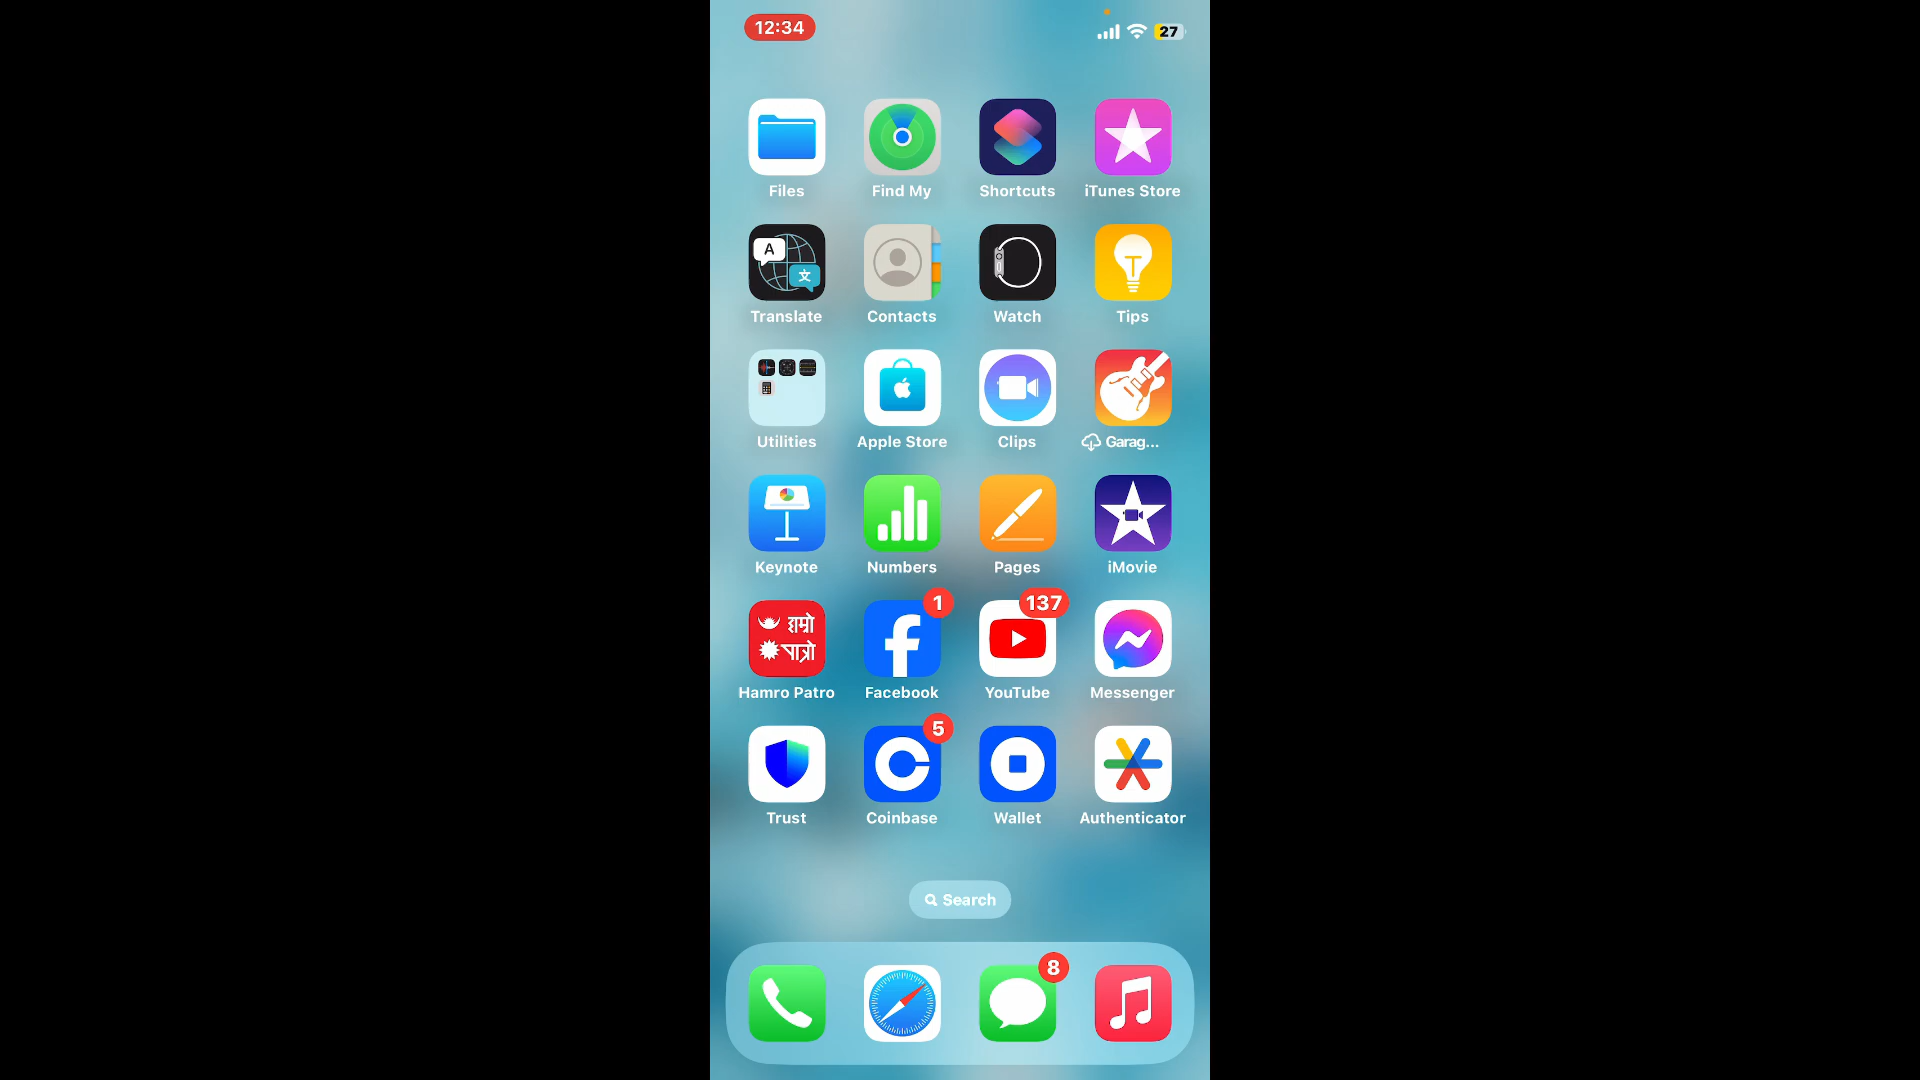 12:34
27
Files Find My Shortcuts iTunes Store
A 文 T
Translate Contacts Watch Tips
Utilities Apple Store Clips Garag...
Keynote Numbers Pages iMovie
1 137
हाम्रो
पात्रो
Hamro Patro Facebook YouTube Messenger
5
Trust Coinbase Wallet Authenticator
Search
8